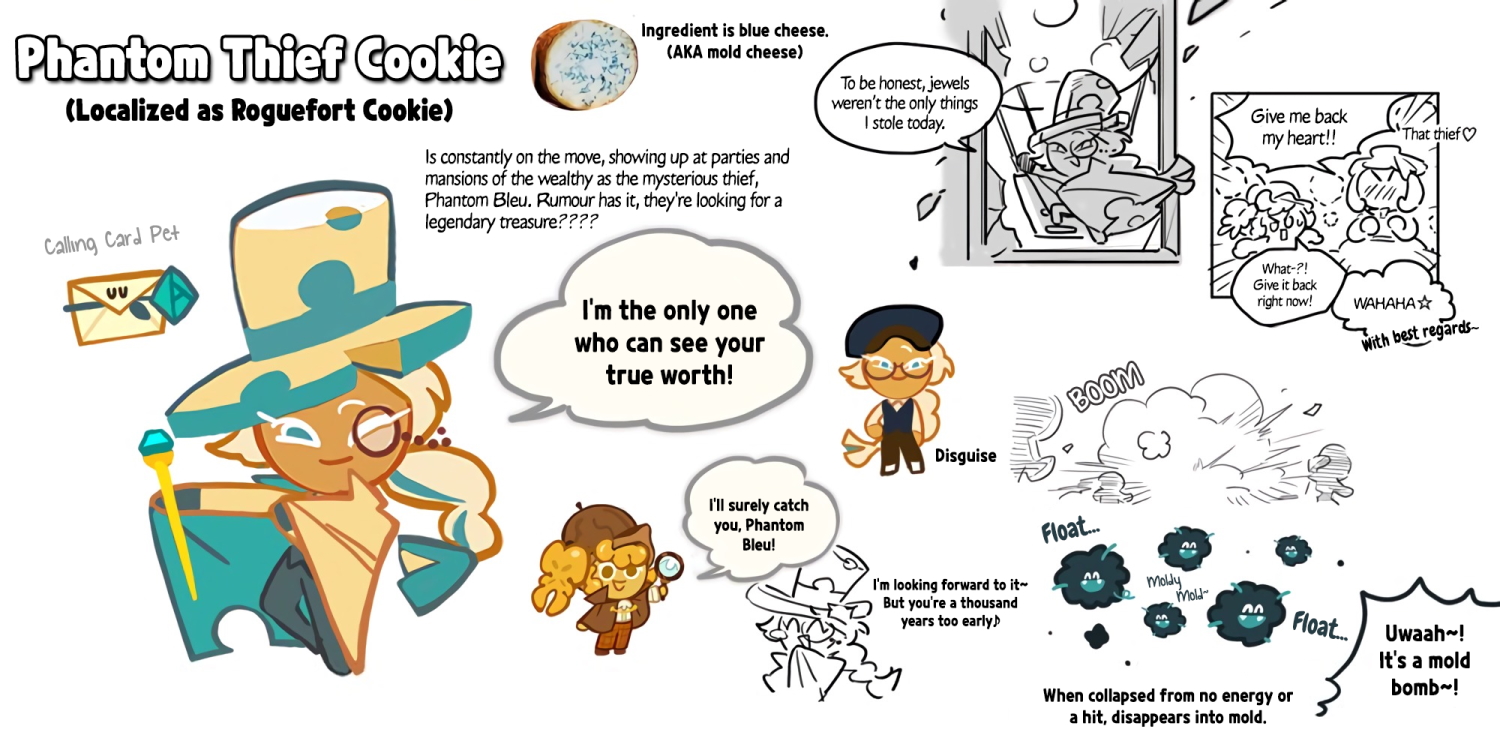 Phantom Thief Cookie
(Localized as Roguefort Cookie)
Ingredient is blue cheese.
(AKA mold cheese)
Is constantly on the move, showing up at parties and
mansions of the wealthy as the mysterious thief,
Phantom Bleu. Rumour has it, they're looking for a
legendary treasure????
Calling Card Pet
I'm the only one
who can see your
true worth!
To be honest, jewels
weren't the only things
I stole today.
Give me back
my heart!!
That thief♡
What-?!
Give it back
right now!
WAHAHA☆
With best regards~
Disguise
I'll surely catch
you, Phantom
Bleu!
I'm looking forward to it~
But you're a thousand
years too early♪
BOOM
Float...
Moldy
Mold~
Float...
Uwaah~!
It's a mold
bomb~!
When collapsed from no energy or
a hit, disappears into mold.